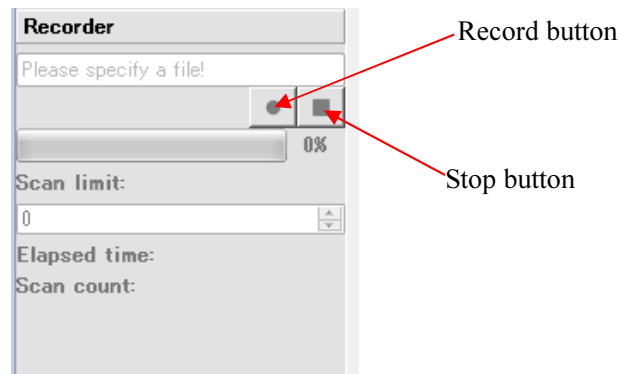 Recorder
Record button
Please specify a file!
0%
Scan limit:
Stop button
0
Elapsed time:
Scan count: